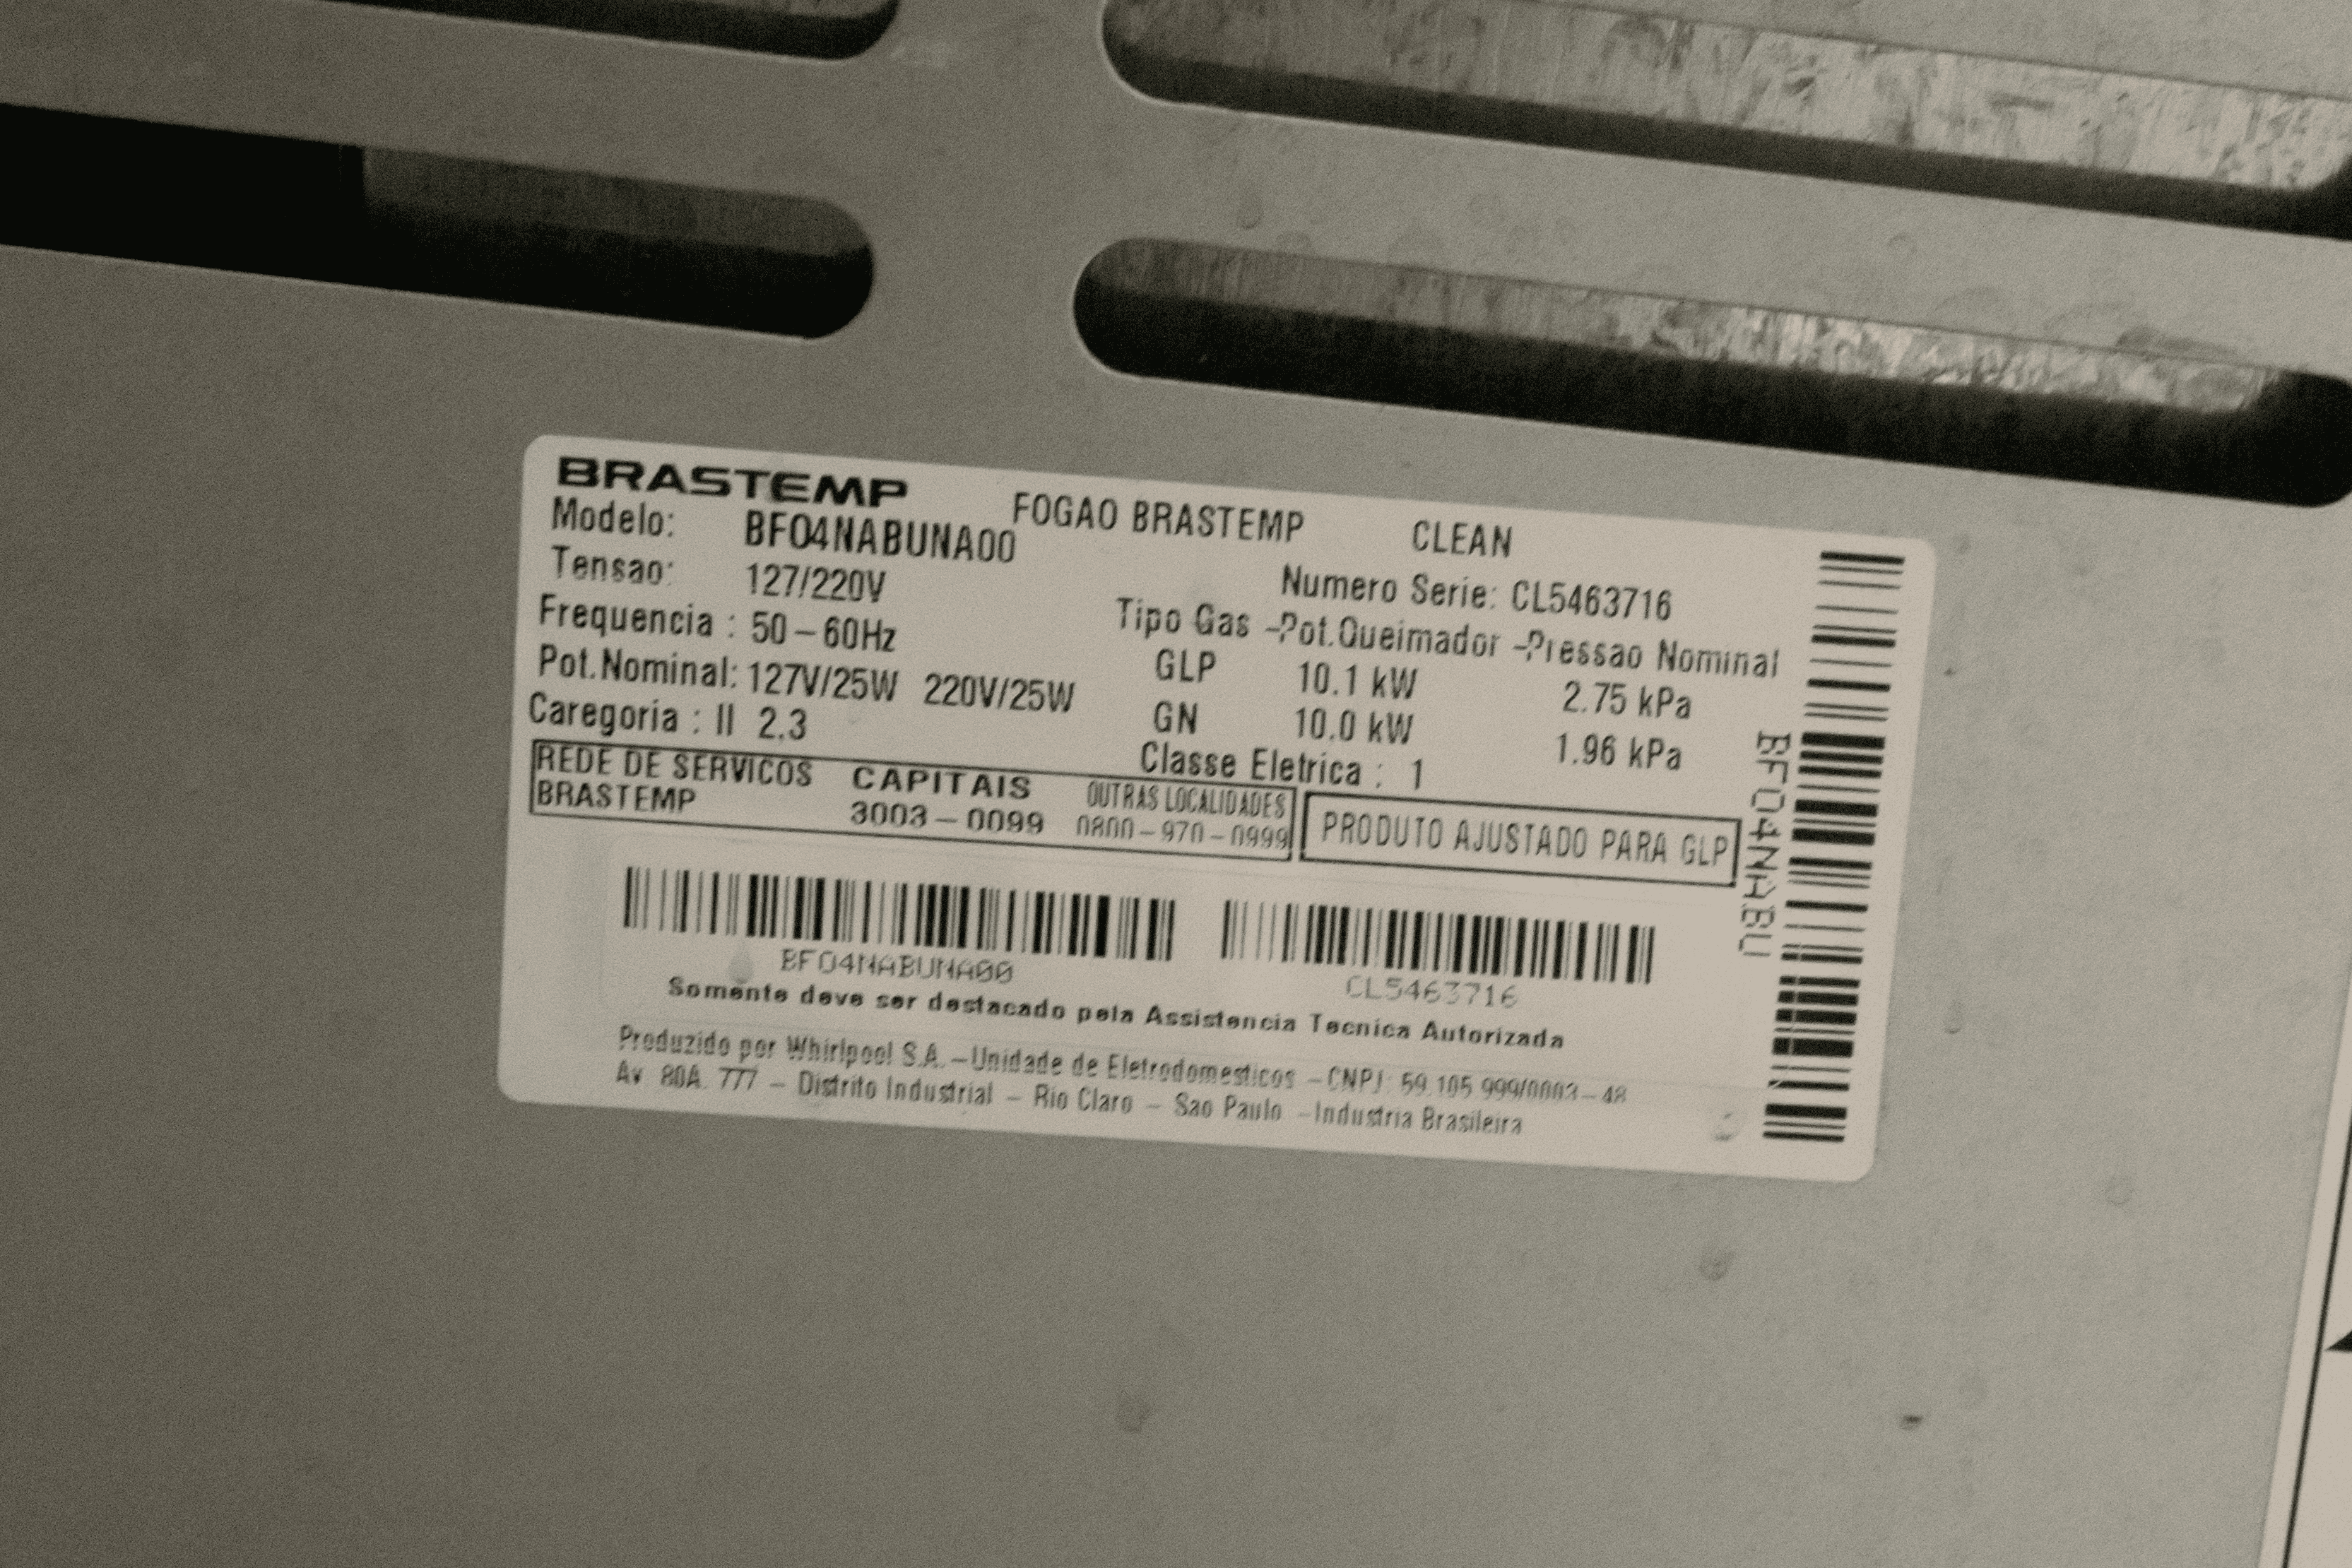 BRASTEMP FOGAO BRASTEMP CLEAN
Modelo: BFO4NABUNA00
Tensao: 127/220V Numero Serie: CL5463716
Frequencia : 50-60Hz Tipo Gas -Pot.Queimador -Pressao Nominal
Pot.Nominal: 127V/25W 220V/25W GLP 10.1 kW 2.75 kPa
Caregoria : II 2.3 GN 10.0 kW 1.96 kPa
Classe Eletrica : 1
REDE DE SERVICOS CAPITAIS OUTRAS LOCALIDADES
BRASTEMP 3003-0099 0800-970-0999
PRODUTO AJUSTADO PARA GLP
BFO4NABUNA00 CL5463716
Somente deve ser destacado pela Assistencia Tecnica Autorizada
Produzido por Whirlpool S.A.-Unidade de Eletrodomesticos -CNPJ: 59.105.999/0003-48
Av. 80A. 777 - Distrito Industrial - Rio Claro - Sao Paulo -Industria Brasileira
BFO4NABU